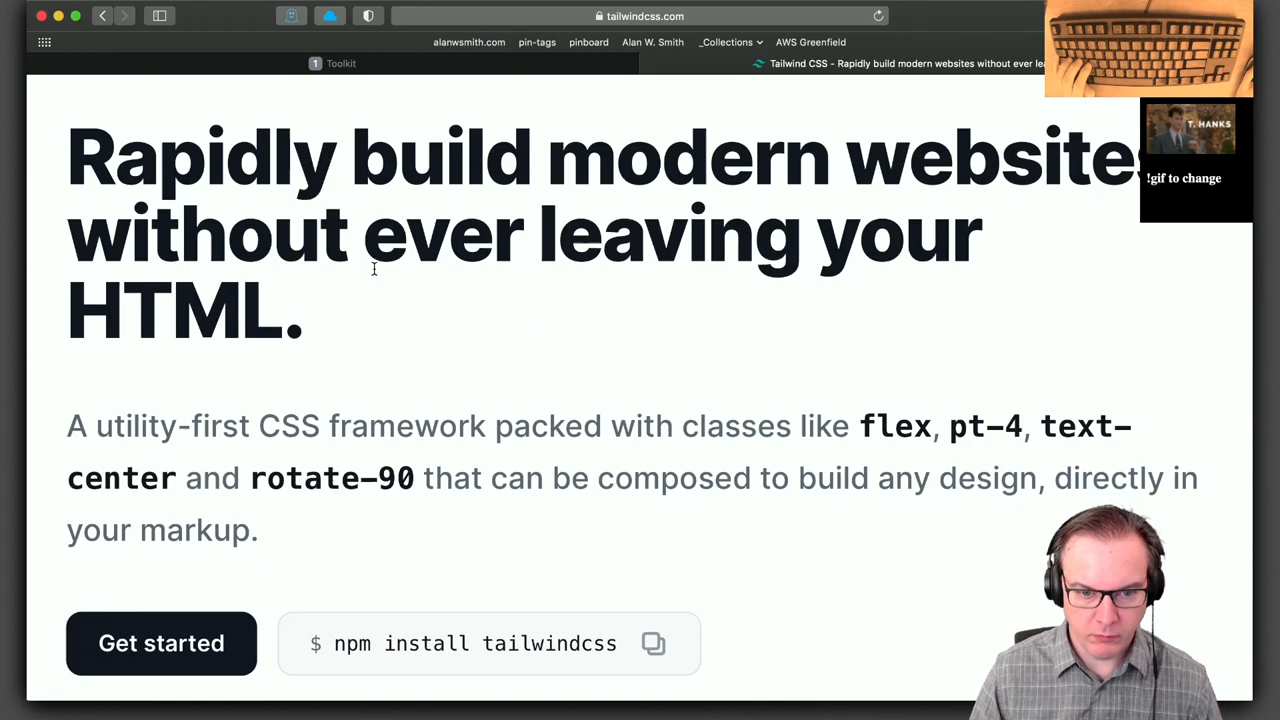 tailwindcss.com
alanwsmith.com pin-tags pinboard Alan W. Smith _Collections AWS Greenfield
1 Toolkit
Tailwind CSS - Rapidly build modern websites without ever lea
T. HANKS
!gif to change
Rapidly build modern websites
without ever leaving your
HTML.
A utility-first CSS framework packed with classes like flex, pt-4, text-
center and rotate-90 that can be composed to build any design, directly in
your markup.
Get started
$ npm install tailwindcss